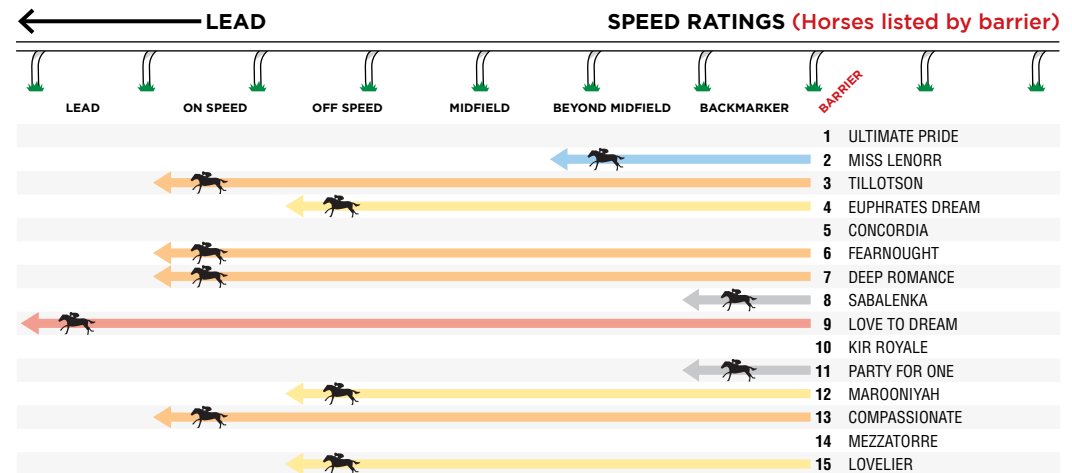 LEAD SPEED RATINGS (Horses listed by barrier)
LEAD ON SPEED OFF SPEED MIDFIELD BEYOND MIDFIELD BACKMARKER BARRIER
1 ULTIMATE PRIDE
2 MISS LENORR
3 TILLOTSON
4 EUPHRATES DREAM
5 CONCORDIA
6 FEARNOUGHT
7 DEEP ROMANCE
8 SABALENKA
9 LOVE TO DREAM
10 KIR ROYALE
11 PARTY FOR ONE
12 MAROONIYAH
13 COMPASSIONATE
14 MEZZATORRE
15 LOVELIER